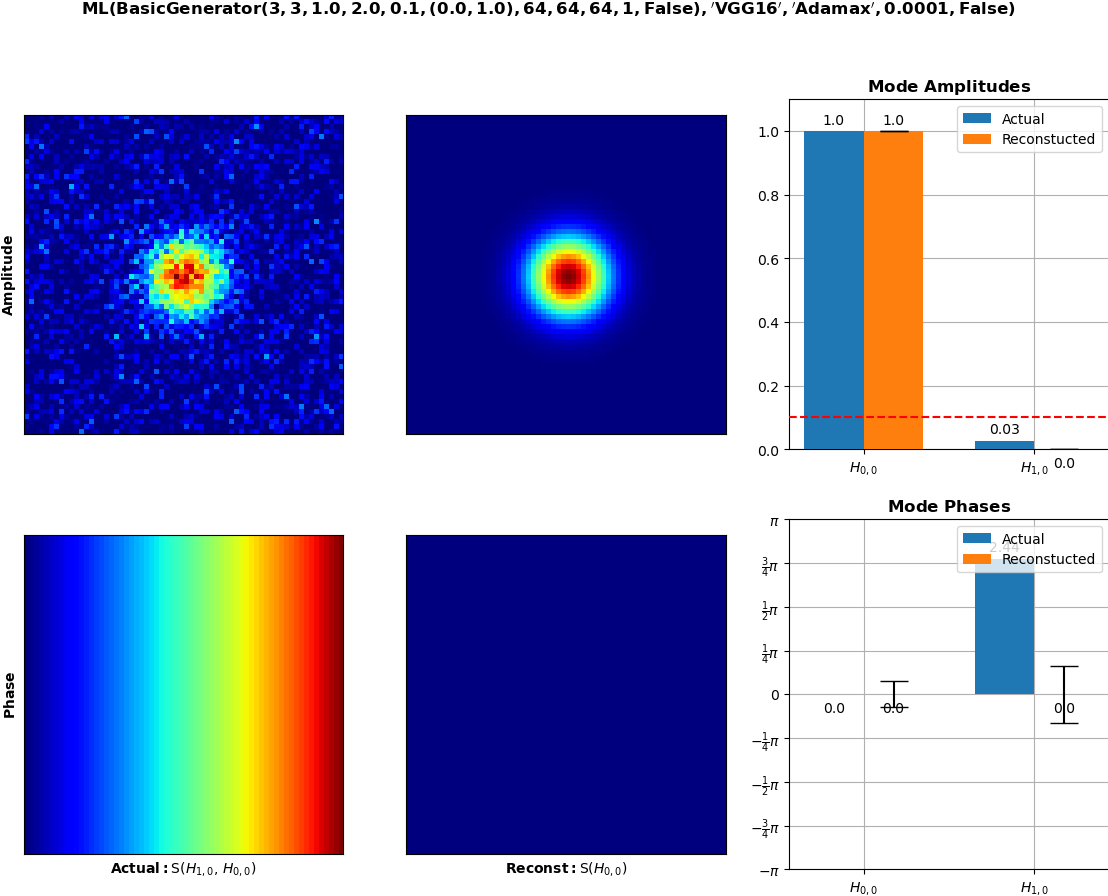 ML(BasicGenerator(3, 3, 1.0, 2.0, 0.1, (0.0, 1.0), 64, 64, 64, 1, False), ′VGG16′, ′Adamax′, 0.0001, False)
Amplitude
Mode Amplitudes
1.0
1.0
Actual
Reconstucted
1.0
0.8
0.6
0.4
0.2
0.0
0.03
0.0
H0,0
H1,0
Phase
Actual: S(H1,0, H0,0)
Reconst: S(H0,0)
Mode Phases
2.44
Actual
Reconstucted
π
3/4π
1/2π
1/4π
0
−1/4π
−1/2π
−3/4π
−π
0.0
0.0
0.0
H0,0
H1,0